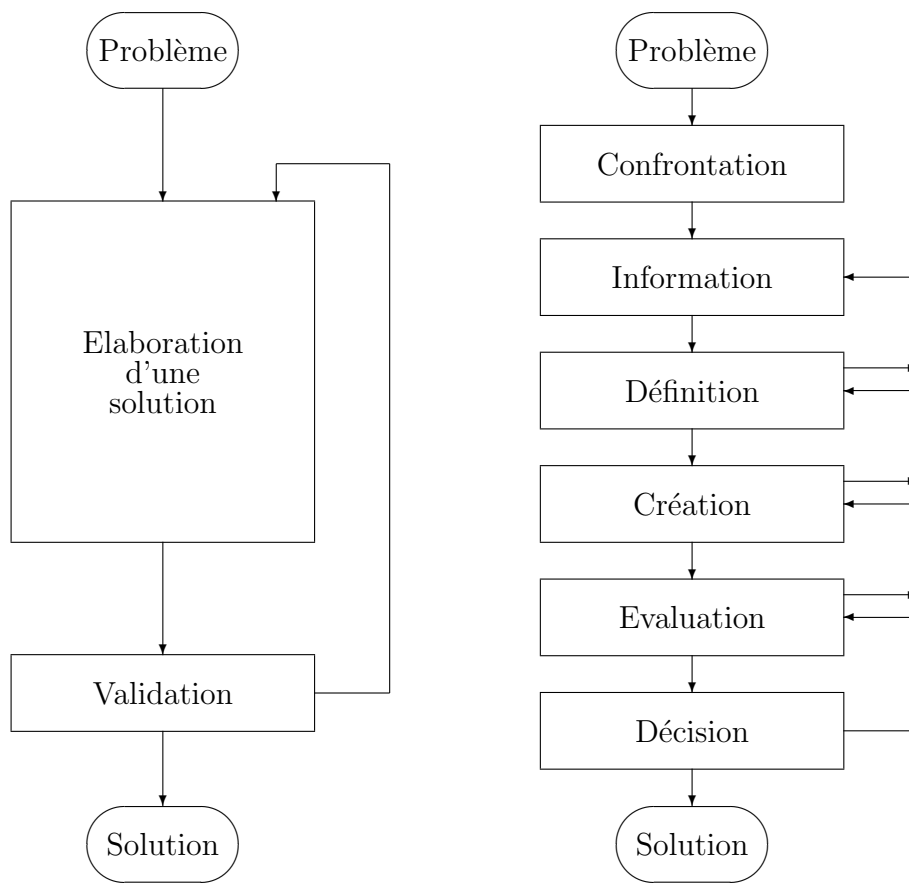 Problème
Elaboration
d'une
solution
Validation
Solution
Problème
Confrontation
Information
Définition
Création
Evaluation
Décision
Solution